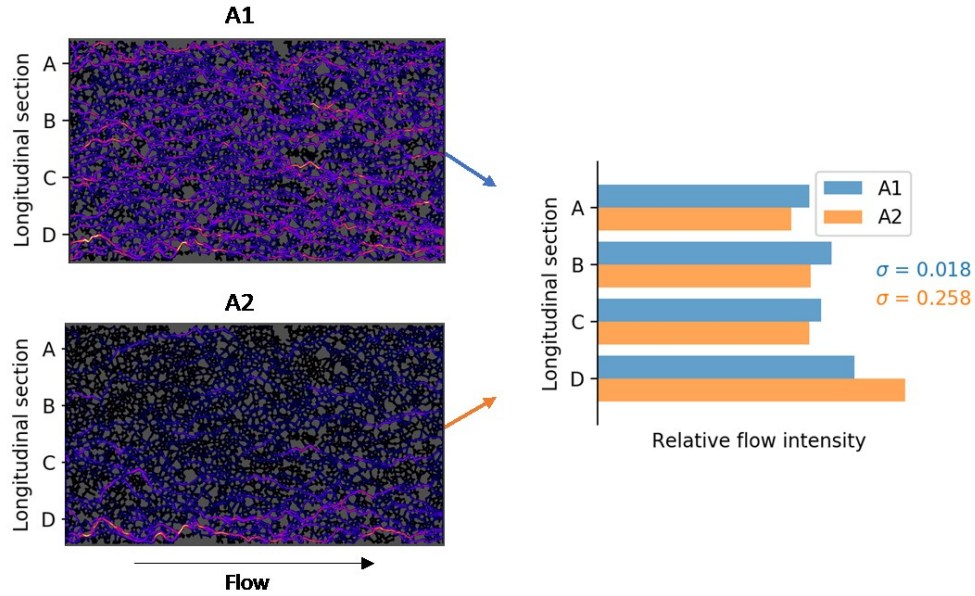 A1
Longitudinal section
A
B
C
D
A2
Longitudinal section
A
B
C
D
Flow
Longitudinal section
A
B
C
D
A1
A2
σ = 0.018
σ = 0.258
Relative flow intensity